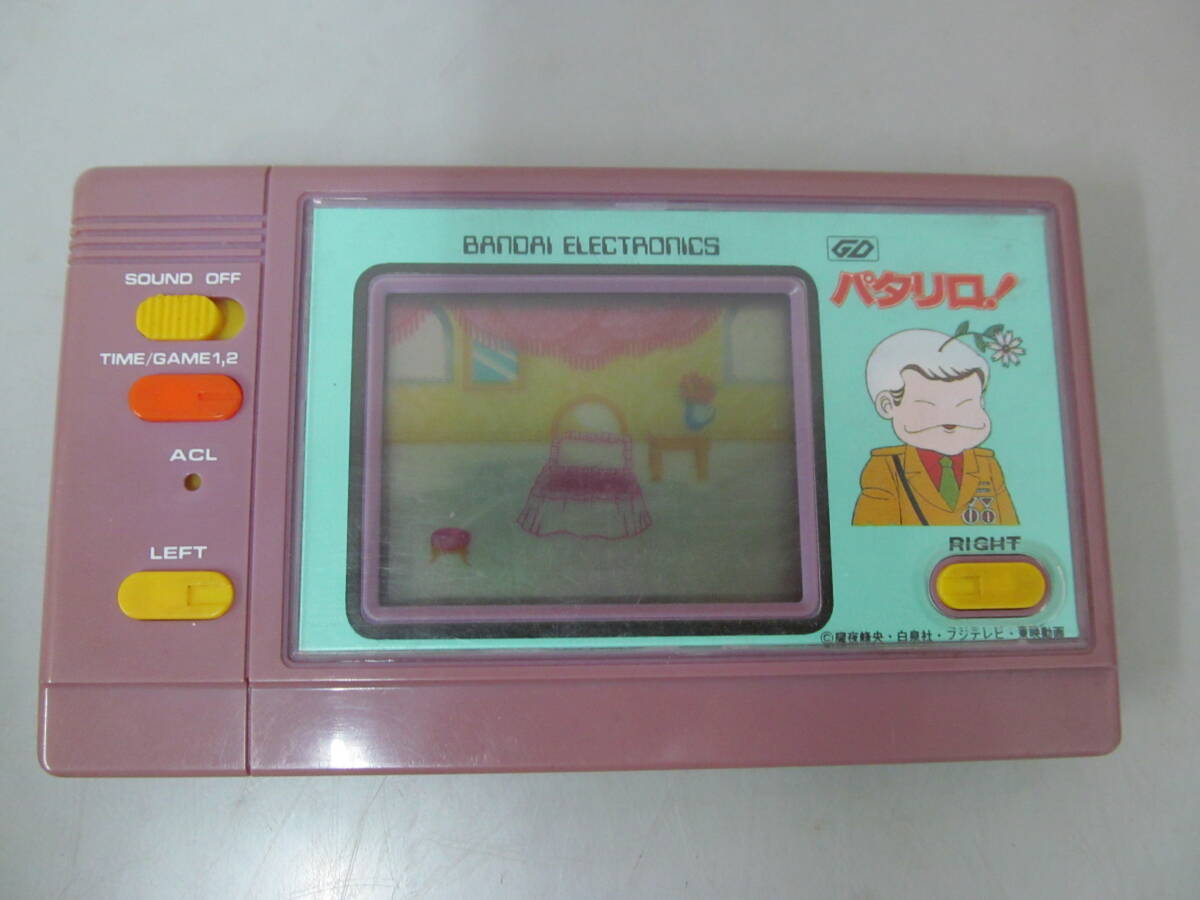 BANDAI ELECTRONICS
GD
パタリロ!
SOUND OFF
TIME/GAME1,2
ACL
LEFT
RIGHT
©魔夜峰央・白泉社・フジテレビ・東映動画